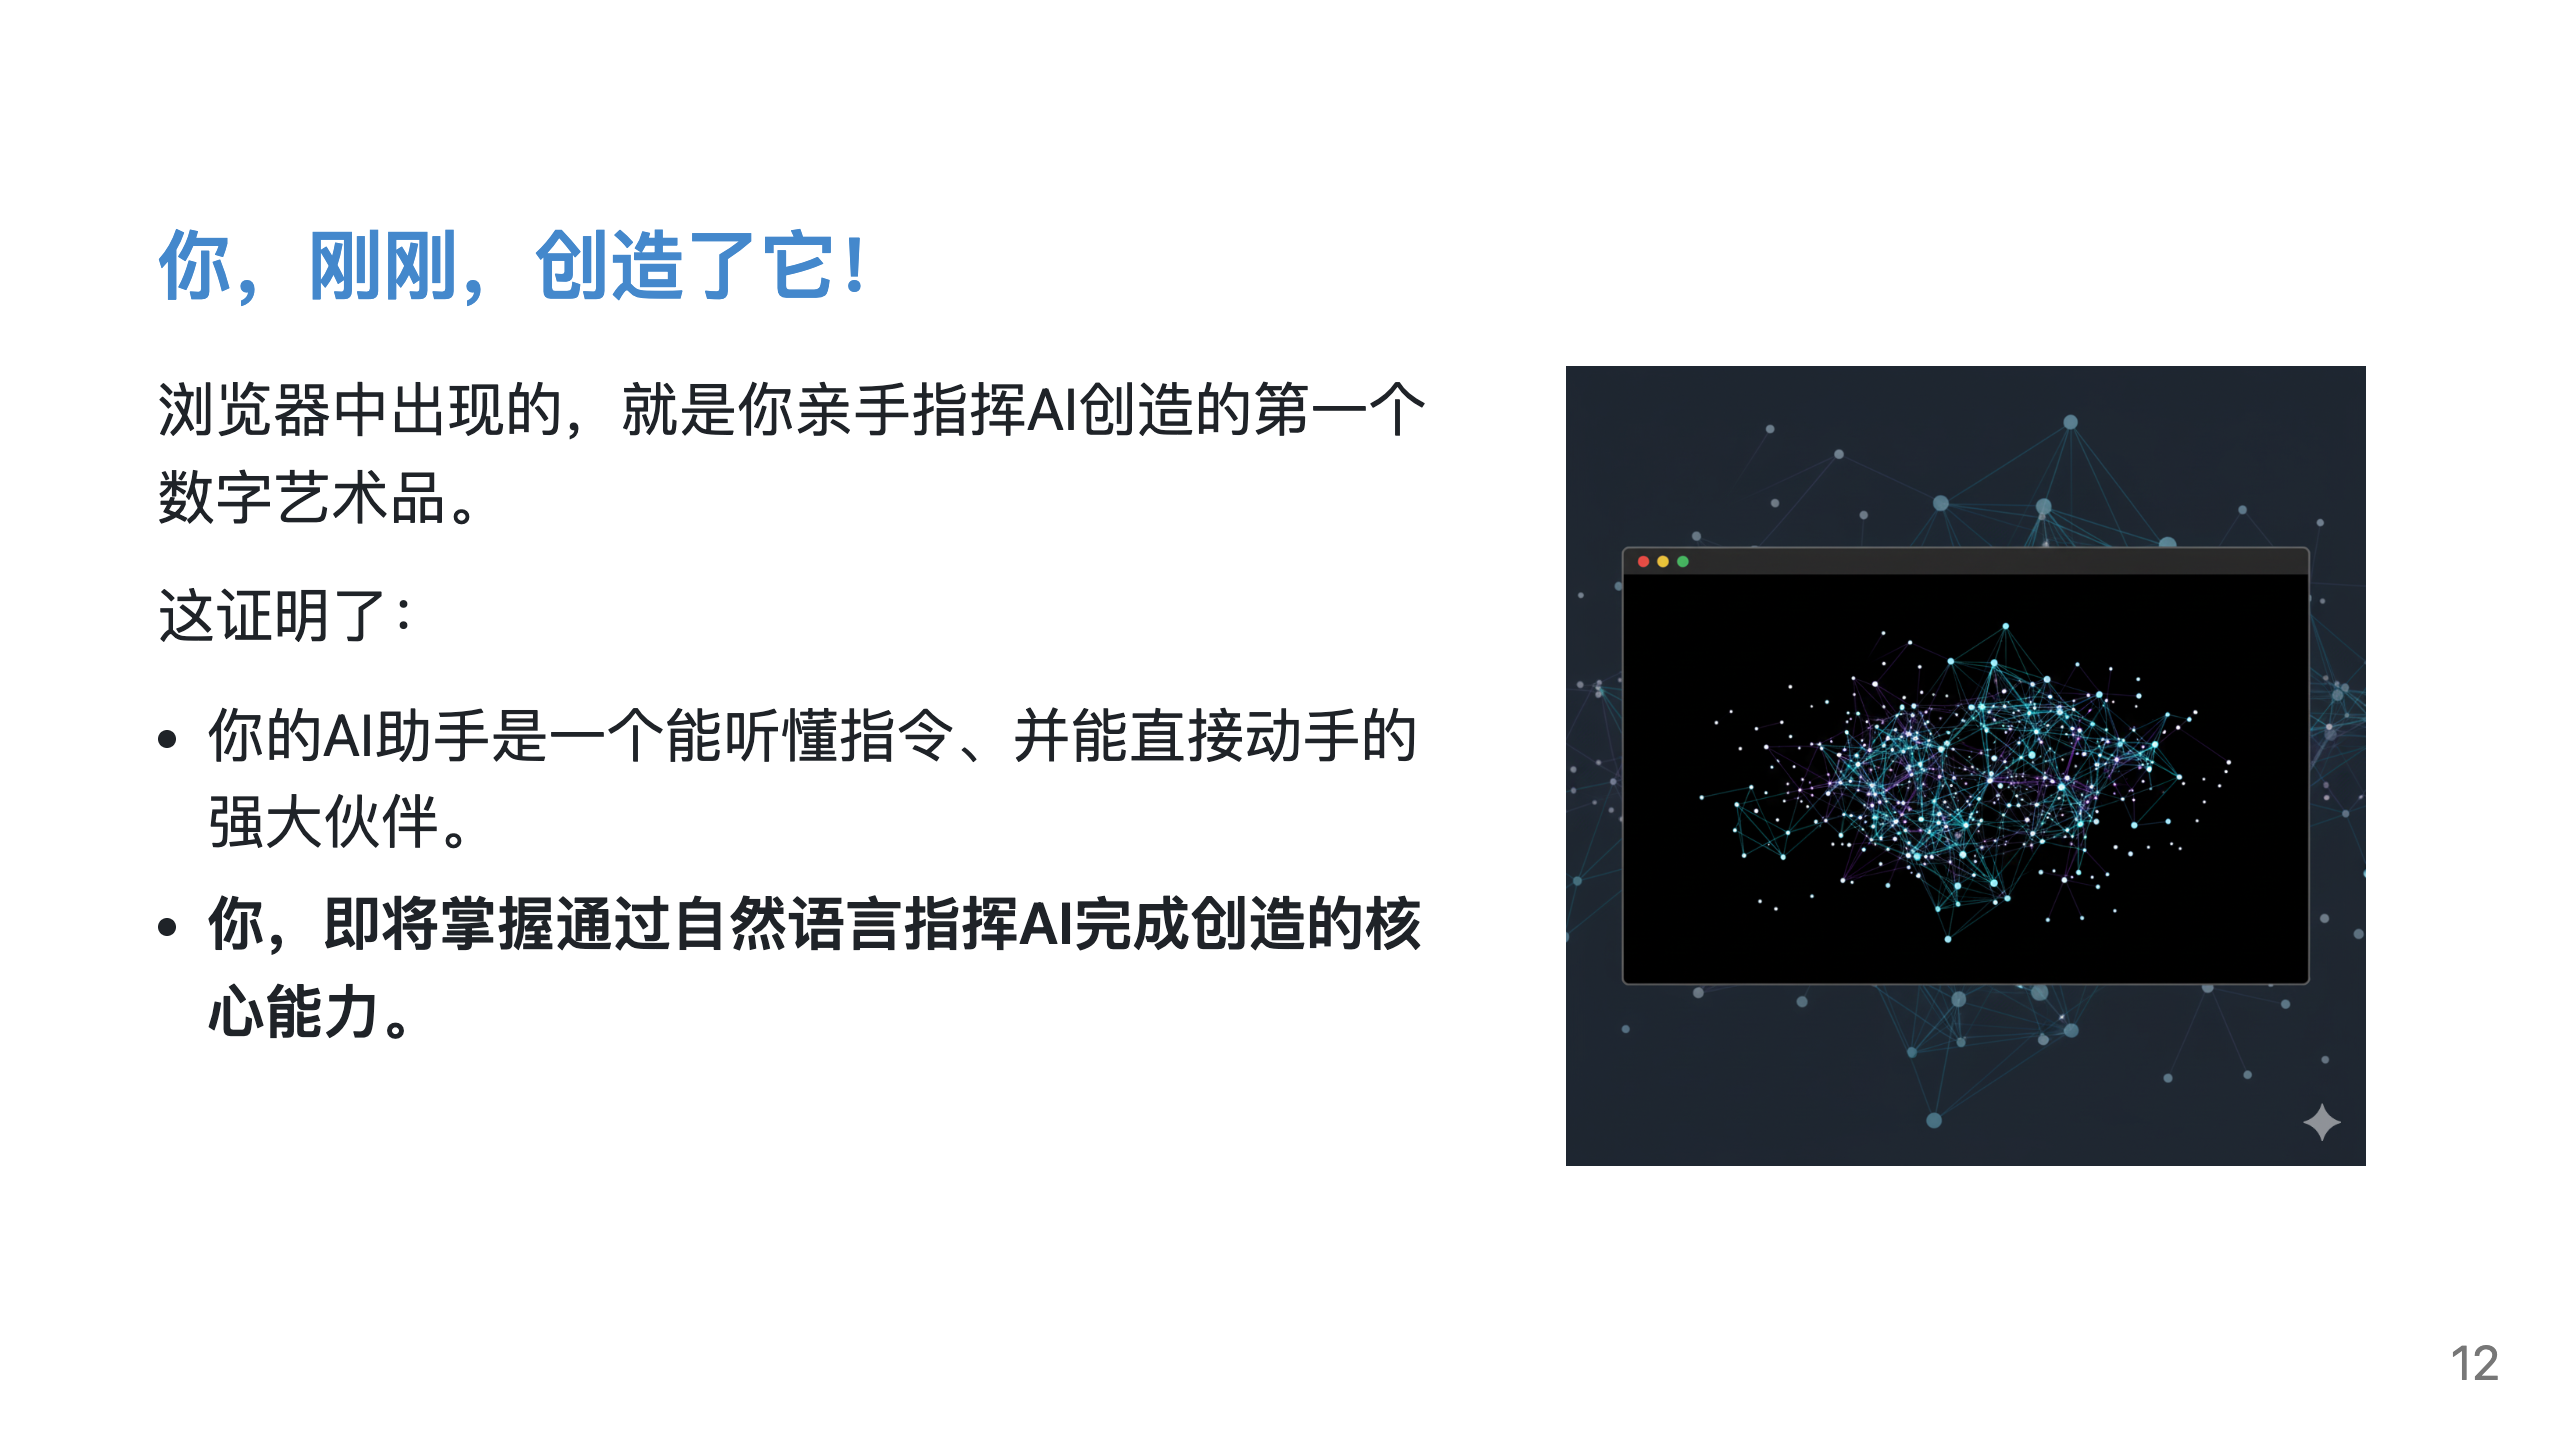 你，刚刚，创造了它！
浏览器中出现的，就是你亲手指挥AI创造的第一个
数字艺术品。
这证明了：
• 你的AI助手是一个能听懂指令、并能直接动手的
强大伙伴。
• 你，即将掌握通过自然语言指挥AI完成创造的核
心能力。
12